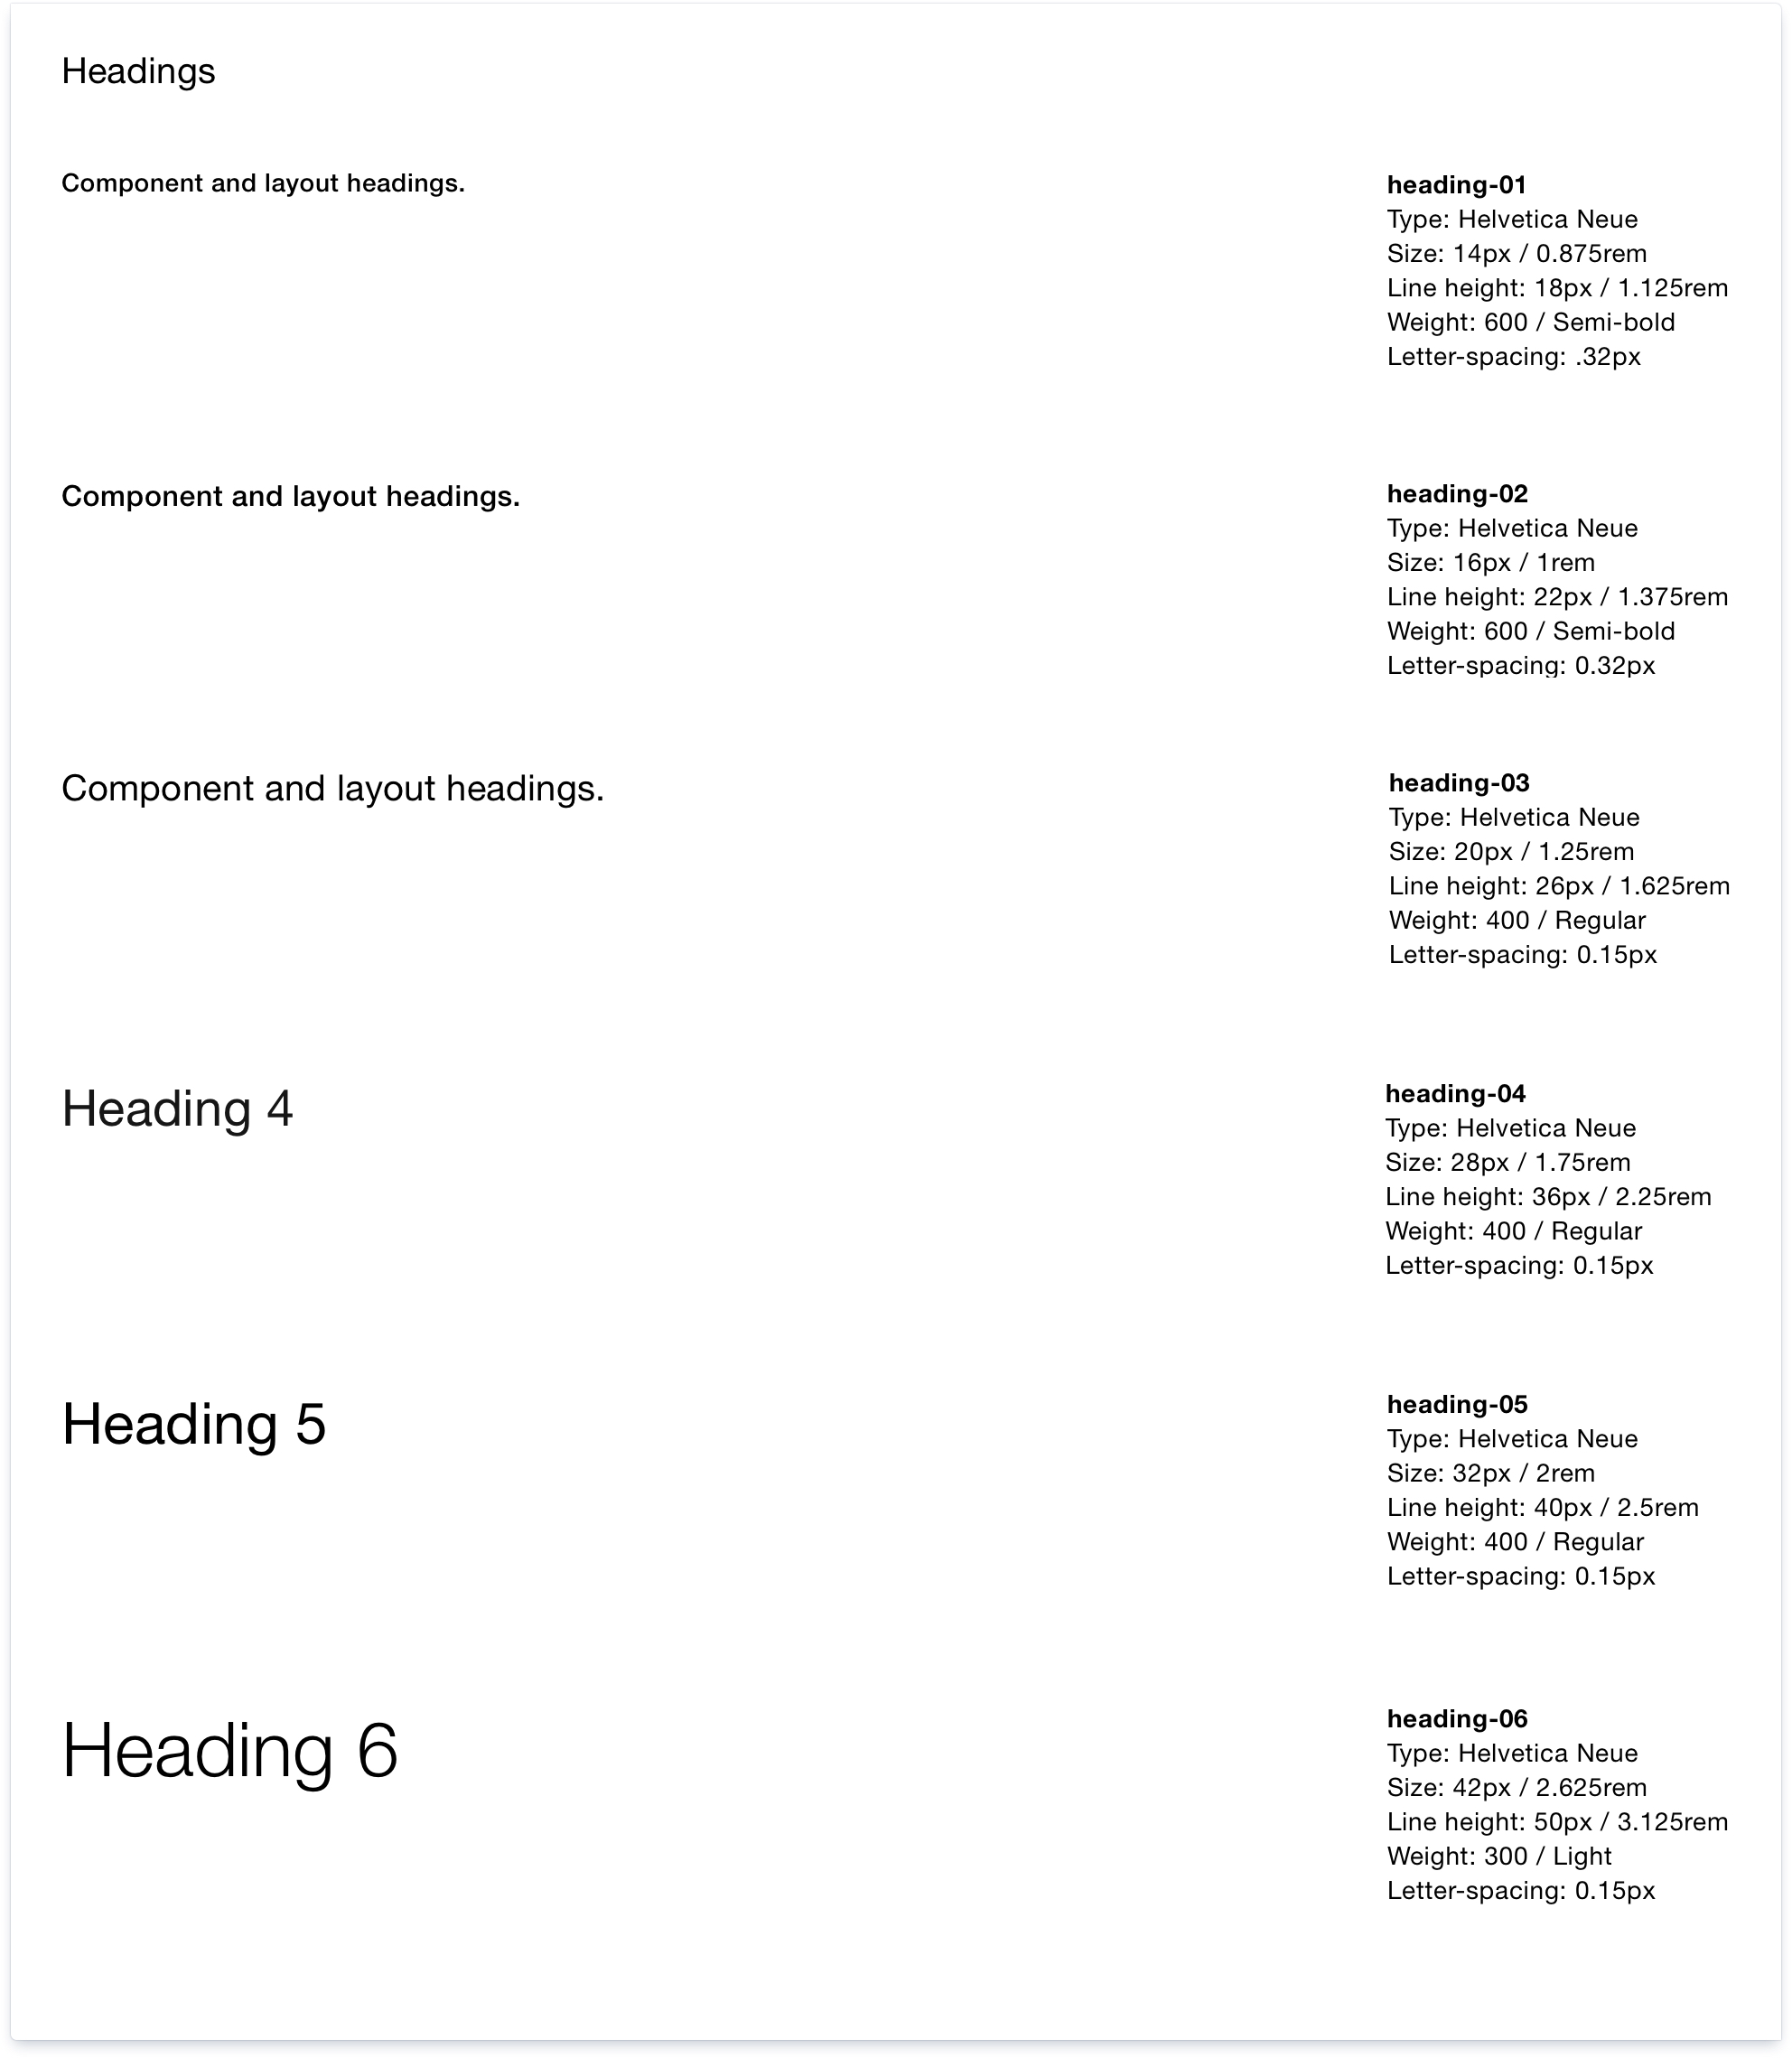 Headings
Component and layout headings.
heading-01
Type: Helvetica Neue
Size: 14px / 0.875rem
Line height: 18px / 1.125rem
Weight: 600 / Semi-bold
Letter-spacing: .32px
Component and layout headings.
heading-02
Type: Helvetica Neue
Size: 16px / 1rem
Line height: 22px / 1.375rem
Weight: 600 / Semi-bold
Letter-spacing: 0.32px
Component and layout headings.
heading-03
Type: Helvetica Neue
Size: 20px / 1.25rem
Line height: 26px / 1.625rem
Weight: 400 / Regular
Letter-spacing: 0.15px
Heading 4
heading-04
Type: Helvetica Neue
Size: 28px / 1.75rem
Line height: 36px / 2.25rem
Weight: 400 / Regular
Letter-spacing: 0.15px
Heading 5
heading-05
Type: Helvetica Neue
Size: 32px / 2rem
Line height: 40px / 2.5rem
Weight: 400 / Regular
Letter-spacing: 0.15px
Heading 6
heading-06
Type: Helvetica Neue
Size: 42px / 2.625rem
Line height: 50px / 3.125rem
Weight: 300 / Light
Letter-spacing: 0.15px